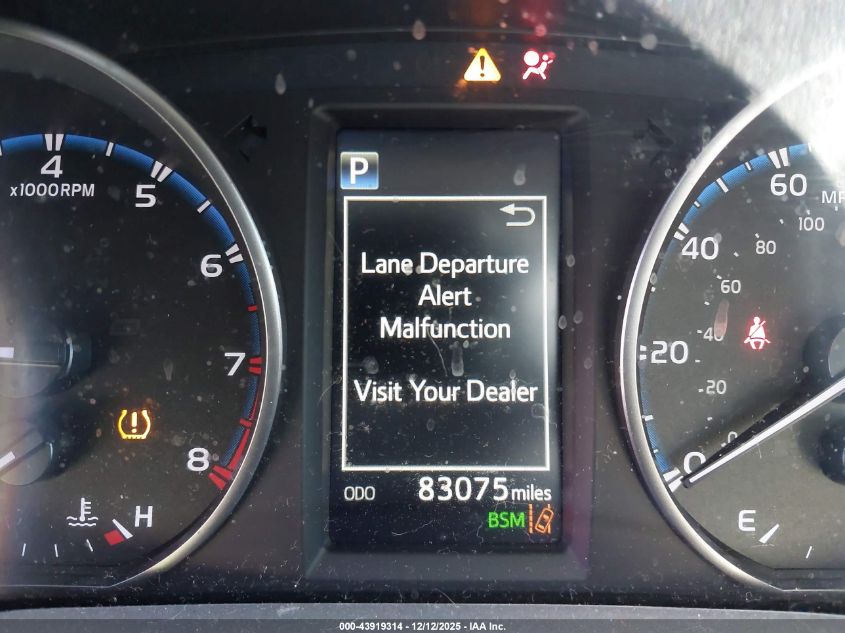 P
Lane Departure
Alert
Malfunction
Visit Your Dealer
ODO 83075 miles
BSM
4
x1000RPM
5
6
7
8
H
60
40
20
0
100
80
60
40
20
E
000-43919314 - 12/12/2025 - IAA Inc.